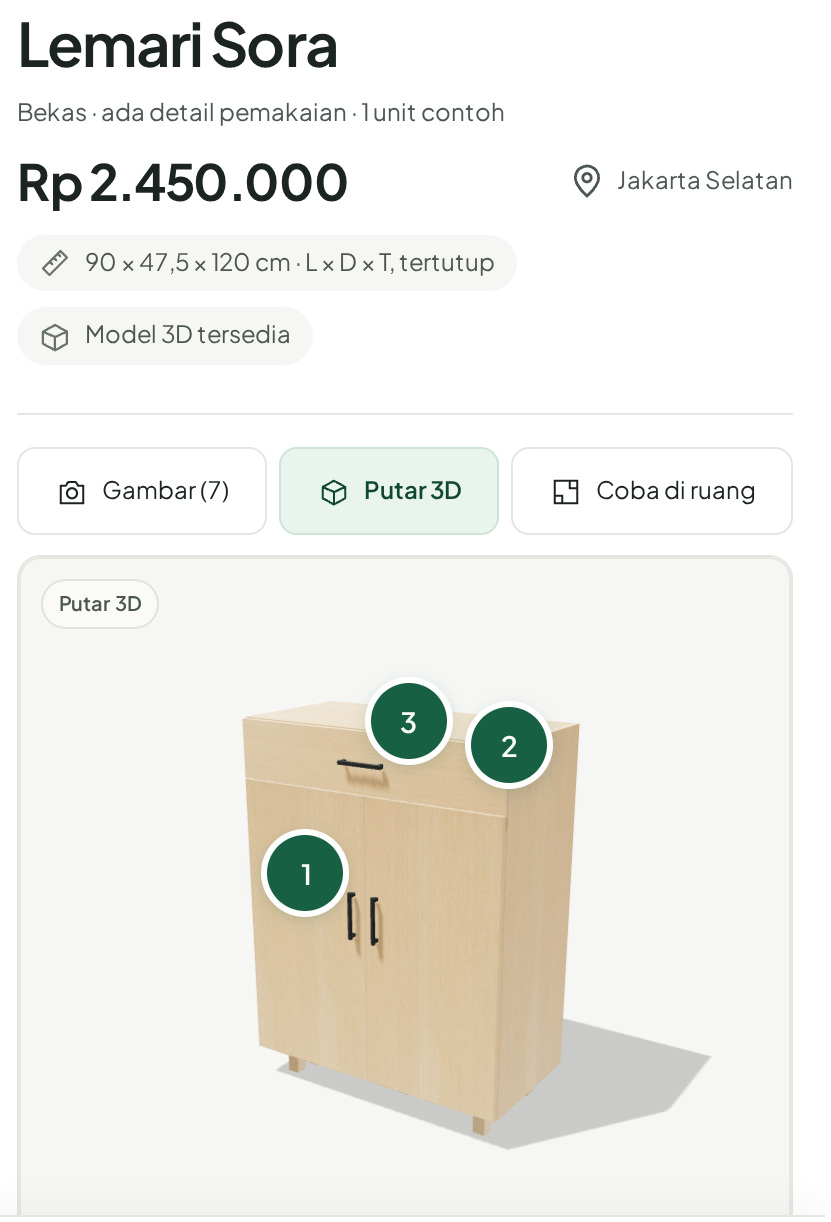 Lemari Sora
Bekas · ada detail pemakaian · 1 unit contoh
Rp 2.450.000
Jakarta Selatan
90 × 47,5 × 120 cm · L × D × T, tertutup
Model 3D tersedia
Gambar (7)
Putar 3D
Coba di ruang
Putar 3D
3
2
1